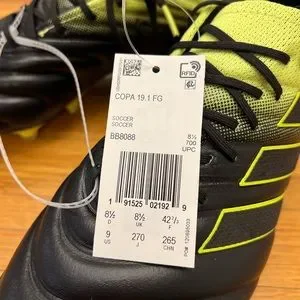 RFID
COPA 19.1 FG
SOCCER
SOCCER
BB8088
8½
700
UPC
1 91525 02192 9
8½ 8½ 42⅔
D UK F
9 270 265
US J CHN